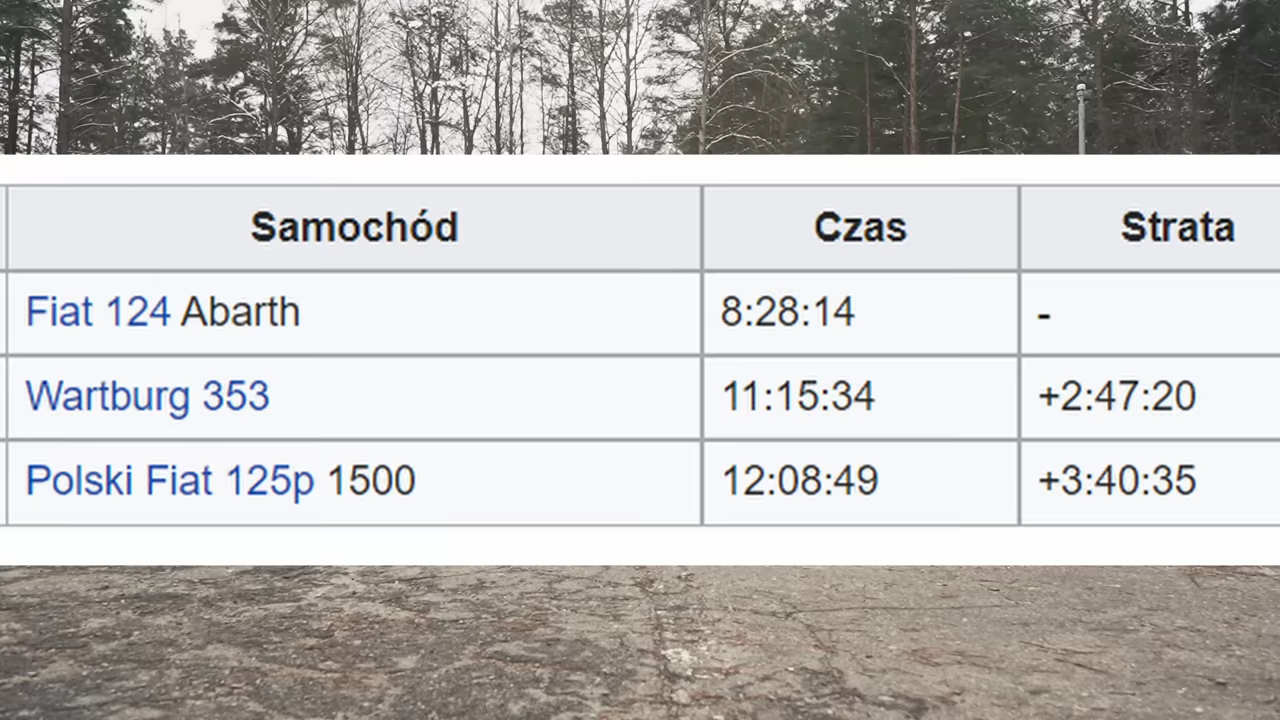 Samochód Czas Strata
Fiat 124 Abarth 8:28:14 -
Wartburg 353 11:15:34 +2:47:20
Polski Fiat 125p 1500 12:08:49 +3:40:35